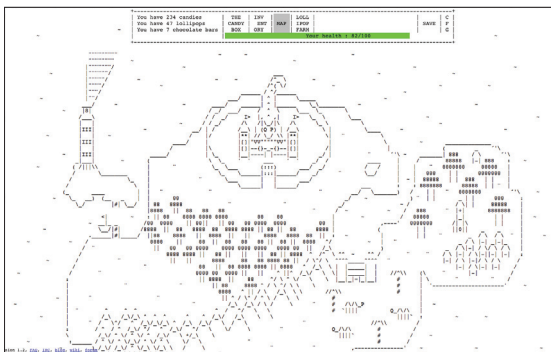 You have 234 candies | THE | INV | | LOLL | | C
You have 47 lollipops | CANDY | ENT | MAP | IPOP | SAVE | F
You have 7 chocolate bars | BOX | ORY | | FARM | | G
Your health : 82/100